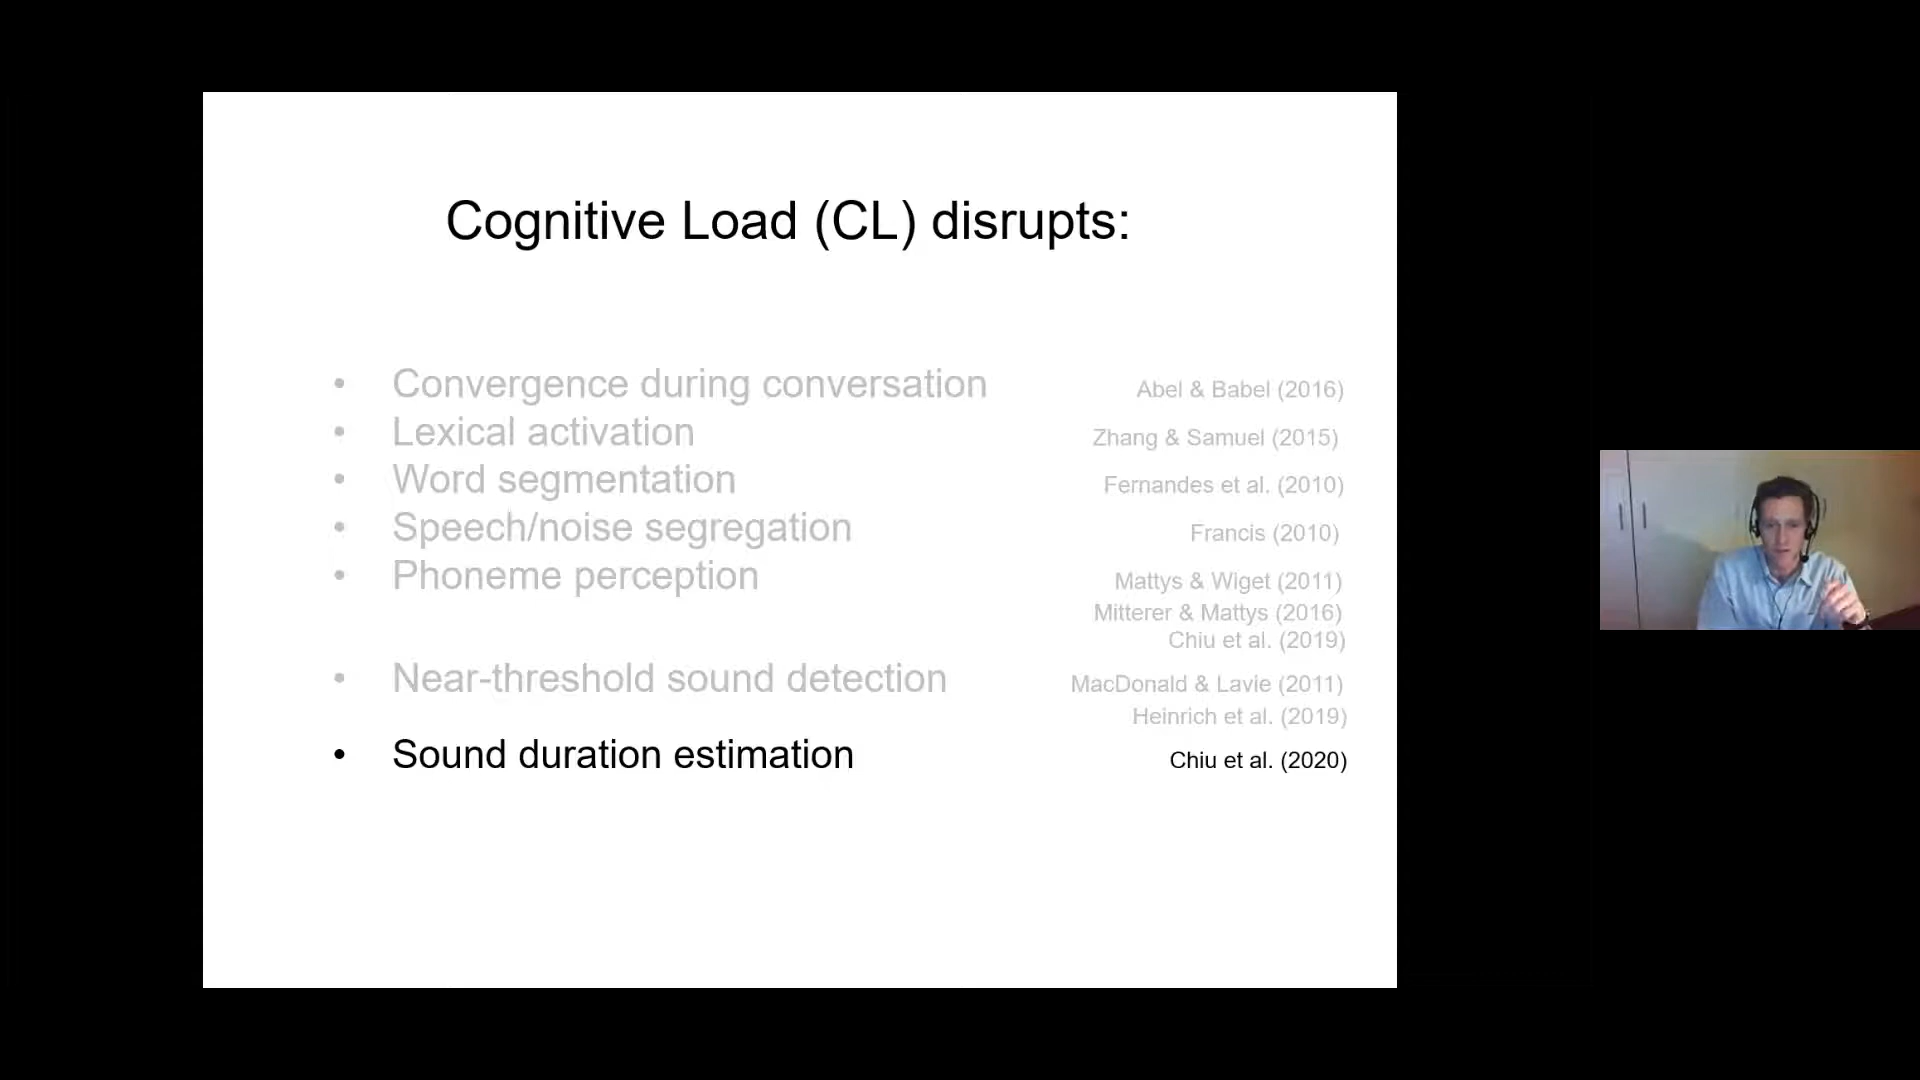 Cognitive Load (CL) disrupts:
• Convergence during conversation Abel & Babel (2016)
• Lexical activation Zhang & Samuel (2015)
• Word segmentation Fernandes et al. (2010)
• Speech/noise segregation Francis (2010)
• Phoneme perception Mattys & Wiget (2011)
Mitterer & Mattys (2016)
Chiu et al. (2019)
• Near-threshold sound detection MacDonald & Lavie (2011)
Heinrich et al. (2019)
• Sound duration estimation Chiu et al. (2020)